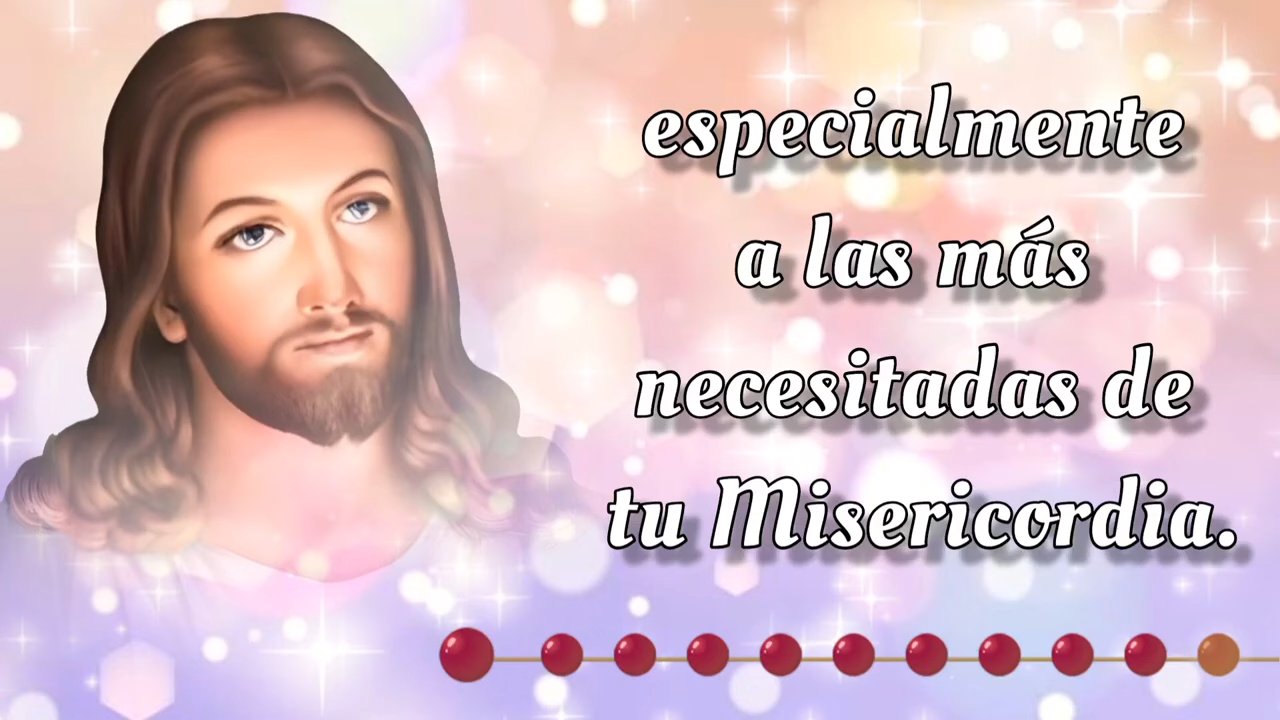 especialmente
a las más
necesitadas de
tu Misericordia.